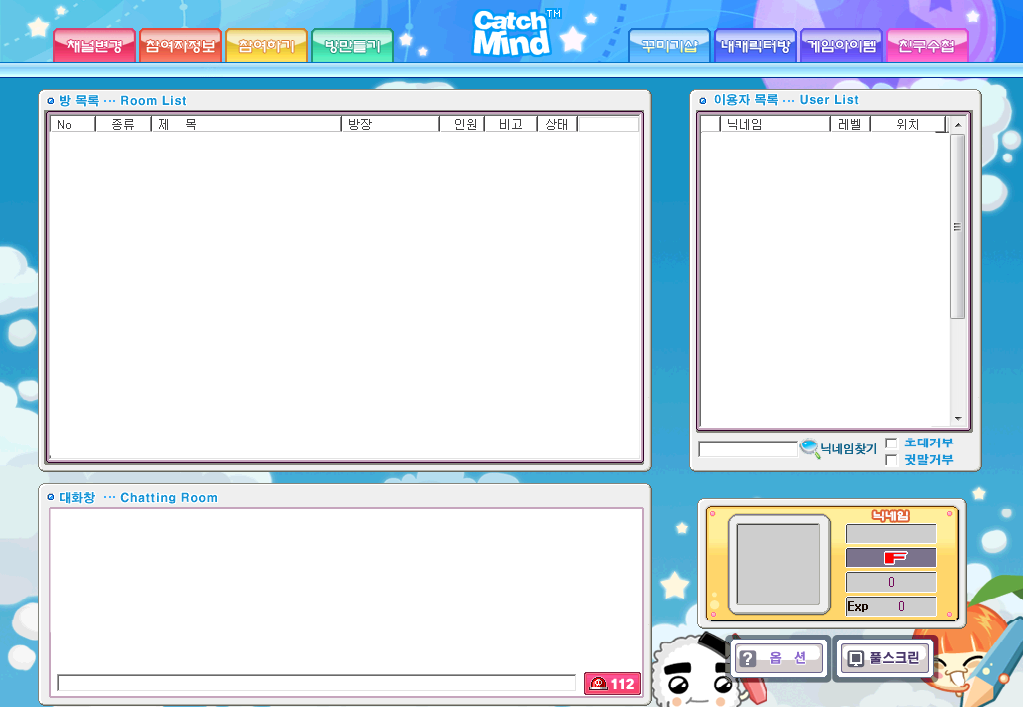 채널변경 참여자정보 참여하기 방만들기 Catch Mind TM 꾸미기샵 내캐릭터방 게임아이템 친구수첩
방 목록 ··· Room List
No 종류 제 목 방장 인원 비고 상태
이용자 목록 ··· User List
닉네임 레벨 위치
닉네임찾기
초대거부
귓말거부
대화창 ··· Chatting Room
112
닉네임
0
Exp 0
? 옵 션
풀스크린